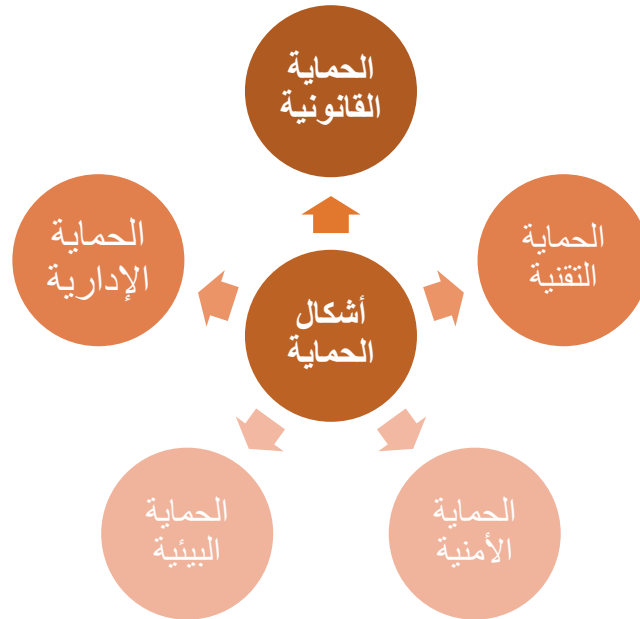 الحماية
القانونية
الحماية
التقنية
الحماية
الأمنية
الحماية
البيئية
الحماية
الإدارية
أشكال
الحماية